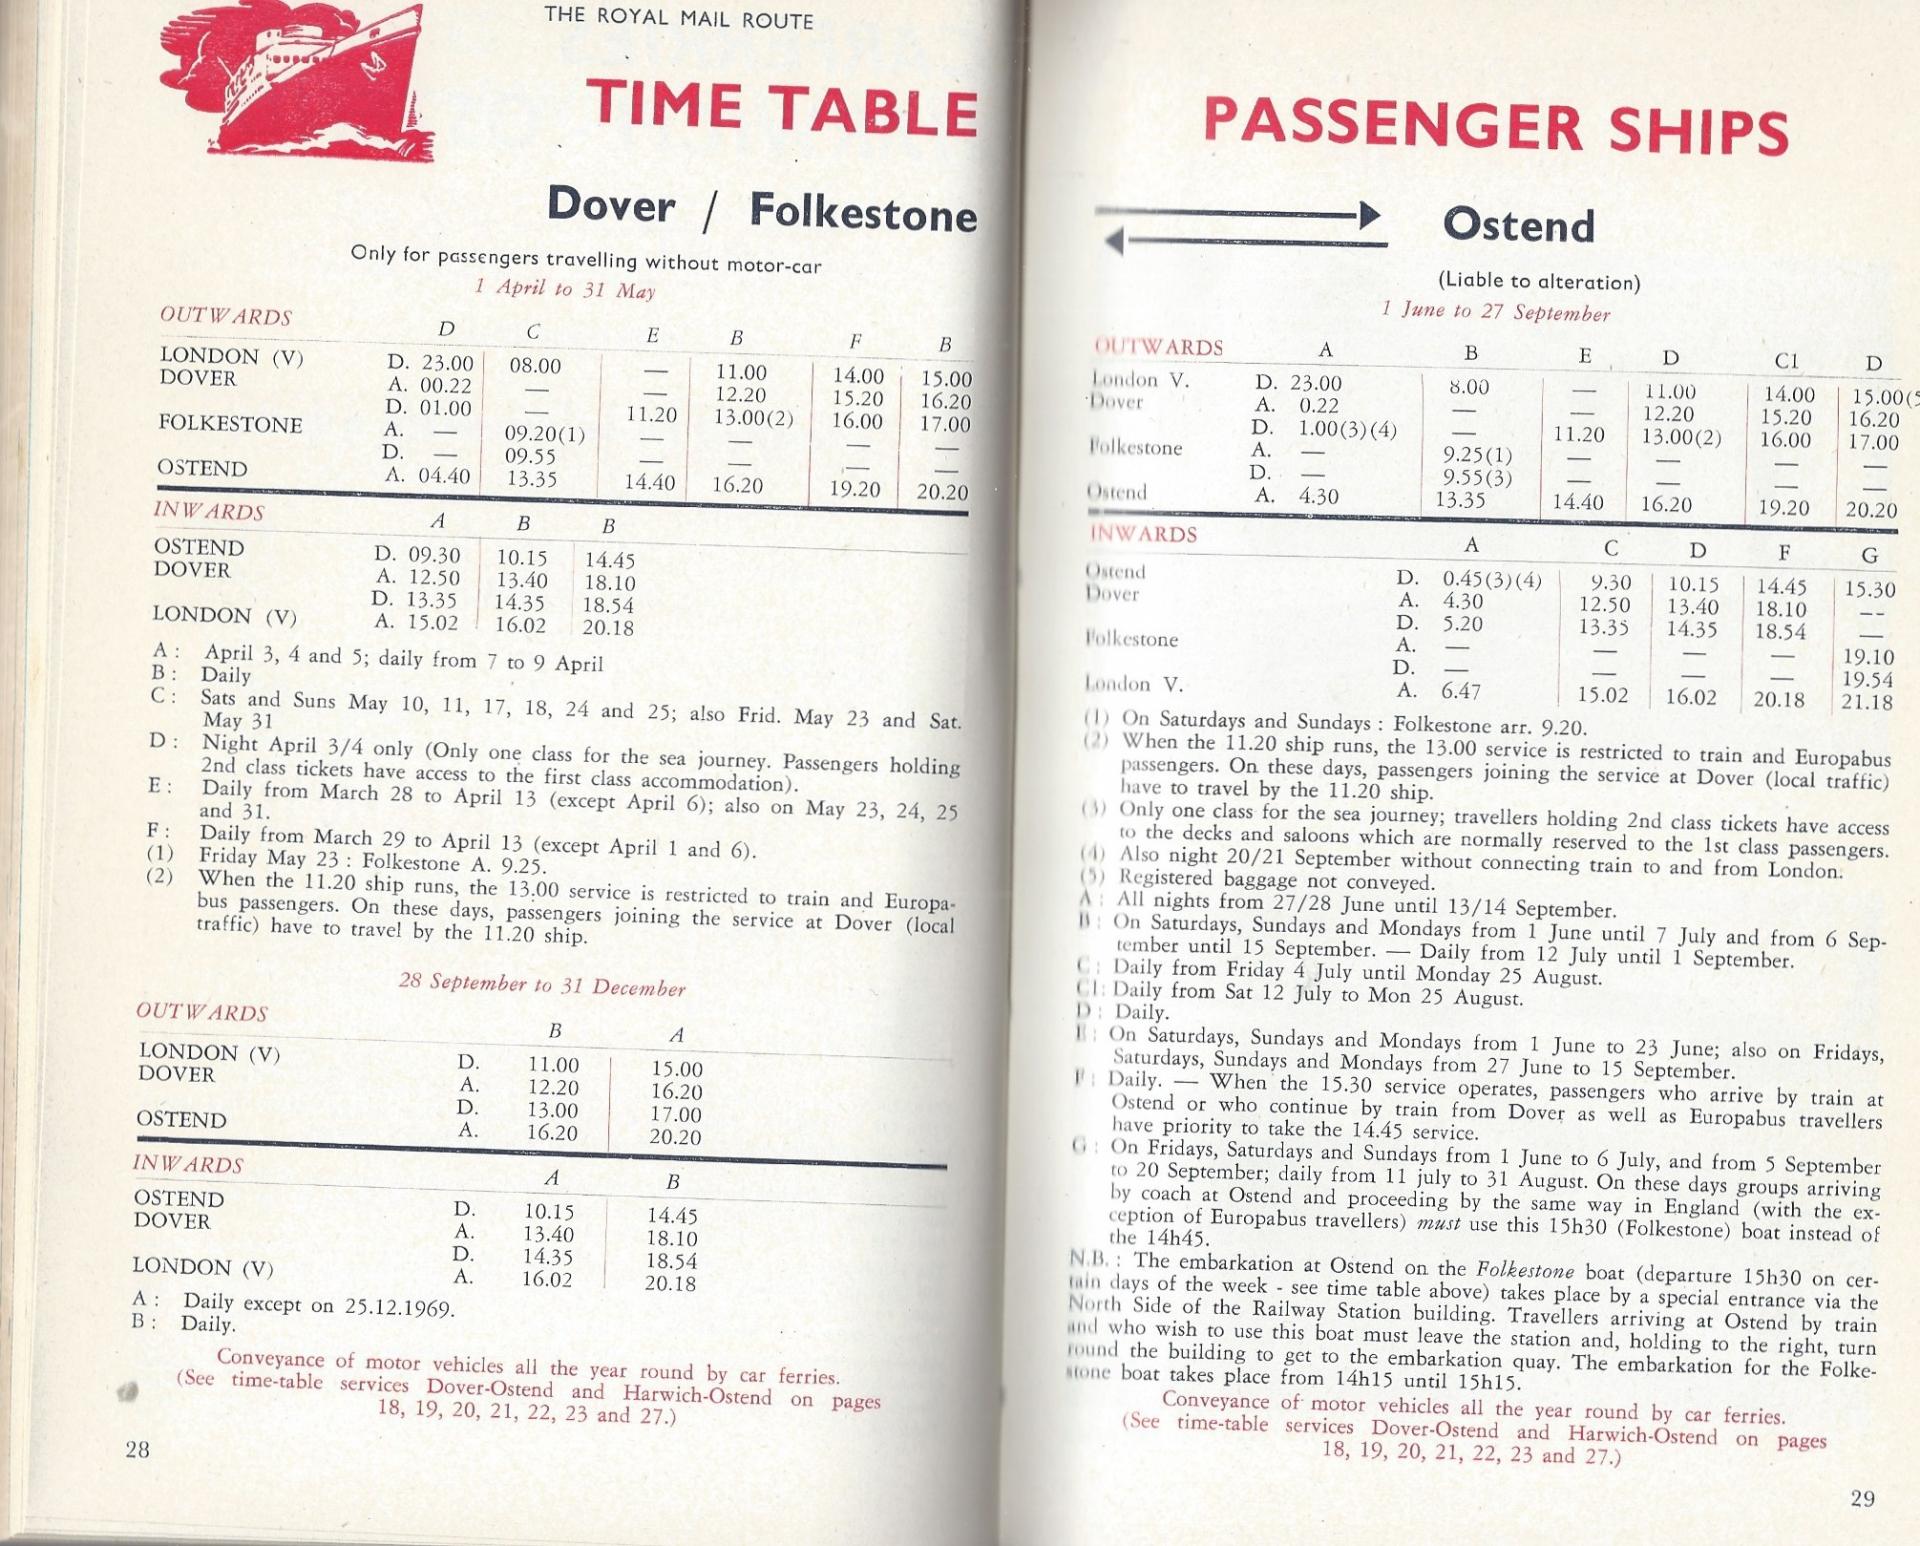 THE ROYAL MAIL ROUTE
TIME TABLE
Dover / Folkestone
Only for passengers travelling without motor-car
1 April to 31 May
OUTWARDS D C E B F B
LONDON (V) D. 23.00 08.00 — 11.00 14.00 15.00
DOVER A. 00.22 — — 12.20 15.20 16.20
D. 01.00 — 11.20 13.00(2) 16.00 17.00
FOLKESTONE A. — 09.20(1) — — — —
D. — 09.55 — — — —
OSTEND A. 04.40 13.35 14.40 16.20 19.20 20.20
INWARDS A B B
OSTEND D. 09.30 10.15 14.45
DOVER A. 12.50 13.40 18.10
D. 13.35 14.35 18.54
LONDON (V) A. 15.02 16.02 20.18
A : April 3, 4 and 5; daily from 7 to 9 April
B : Daily
C : Sats and Suns May 10, 11, 17, 18, 24 and 25; also Frid. May 23 and Sat.
May 31
D : Night April 3/4 only (Only one class for the sea journey. Passengers holding
2nd class tickets have access to the first class accommodation).
E : Daily from March 28 to April 13 (except April 6); also on May 23, 24, 25
and 31.
F : Daily from March 29 to April 13 (except April 1 and 6).
(1) Friday May 23 : Folkestone A. 9.25.
(2) When the 11.20 ship runs, the 13.00 service is restricted to train and Europa-
bus passengers. On these days, passengers joining the service at Dover (local
traffic) have to travel by the 11.20 ship.
28 September to 31 December
OUTWARDS B A
LONDON (V) D. 11.00 15.00
DOVER A. 12.20 16.20
D. 13.00 17.00
OSTEND A. 16.20 20.20
INWARDS A B
OSTEND D. 10.15 14.45
DOVER A. 13.40 18.10
D. 14.35 18.54
LONDON (V) A. 16.02 20.18
A : Daily except on 25.12.1969.
B : Daily.
Conveyance of motor vehicles all the year round by car ferries.
(See time-table services Dover-Ostend and Harwich-Ostend on pages
18, 19, 20, 21, 22, 23 and 27.)
28
PASSENGER SHIPS
Ostend
(Liable to alteration)
1 June to 27 September
OUTWARDS A B E D C1 D
London V. D. 23.00 8.00 — 11.00 14.00 15.00(5
Dover A. 0.22 — — 12.20 15.20 16.20
D. 1.00(3)(4) — 11.20 13.00(2) 16.00 17.00
Folkestone A. — 9.25(1) — — — —
D. — 9.55(3) — — — —
Ostend A. 4.30 13.35 14.40 16.20 19.20 20.20
INWARDS A C D F G
Ostend D. 0.45(3)(4) 9.30 10.15 14.45 15.30
Dover A. 4.30 12.50 13.40 18.10 --
D. 5.20 13.35 14.35 18.54 —
Folkestone A. — — — — 19.10
D. — — — — 19.54
London V. A. 6.47 15.02 16.02 20.18 21.18
(1) On Saturdays and Sundays : Folkestone arr. 9.20.
(2) When the 11.20 ship runs, the 13.00 service is restricted to train and Europabus
passengers. On these days, passengers joining the service at Dover (local traffic)
have to travel by the 11.20 ship.
(3) Only one class for the sea journey; travellers holding 2nd class tickets have access
to the decks and saloons which are normally reserved to the 1st class passengers.
(4) Also night 20/21 September without connecting train to and from London.
(5) Registered baggage not conveyed.
A : All nights from 27/28 June until 13/14 September.
B : On Saturdays, Sundays and Mondays from 1 June until 7 July and from 6 Sep-
tember until 15 September. — Daily from 12 July until 1 September.
C : Daily from Friday 4 July until Monday 25 August.
C1: Daily from Sat 12 July to Mon 25 August.
D : Daily.
E : On Saturdays, Sundays and Mondays from 1 June to 23 June; also on Fridays,
Saturdays, Sundays and Mondays from 27 June to 15 September.
F : Daily. — When the 15.30 service operates, passengers who arrive by train at
Ostend or who continue by train from Dover as well as Europabus travellers
have priority to take the 14.45 service.
G : On Fridays, Saturdays and Sundays from 1 June to 6 July, and from 5 September
to 20 September; daily from 11 july to 31 August. On these days groups arriving
by coach at Ostend and proceeding by the same way in England (with the ex-
ception of Europabus travellers) must use this 15h30 (Folkestone) boat instead of
the 14h45.
N.B. : The embarkation at Ostend on the Folkestone boat (departure 15h30 on cer-
tain days of the week - see time table above) takes place by a special entrance via the
North Side of the Railway Station building. Travellers arriving at Ostend by train
and who wish to use this boat must leave the station and, holding to the right, turn
round the building to get to the embarkation quay. The embarkation for the Folke-
stone boat takes place from 14h15 until 15h15.
Conveyance of motor vehicles all the year round by car ferries.
(See time-table services Dover-Ostend and Harwich-Ostend on pages
18, 19, 20, 21, 22, 23 and 27.)
29